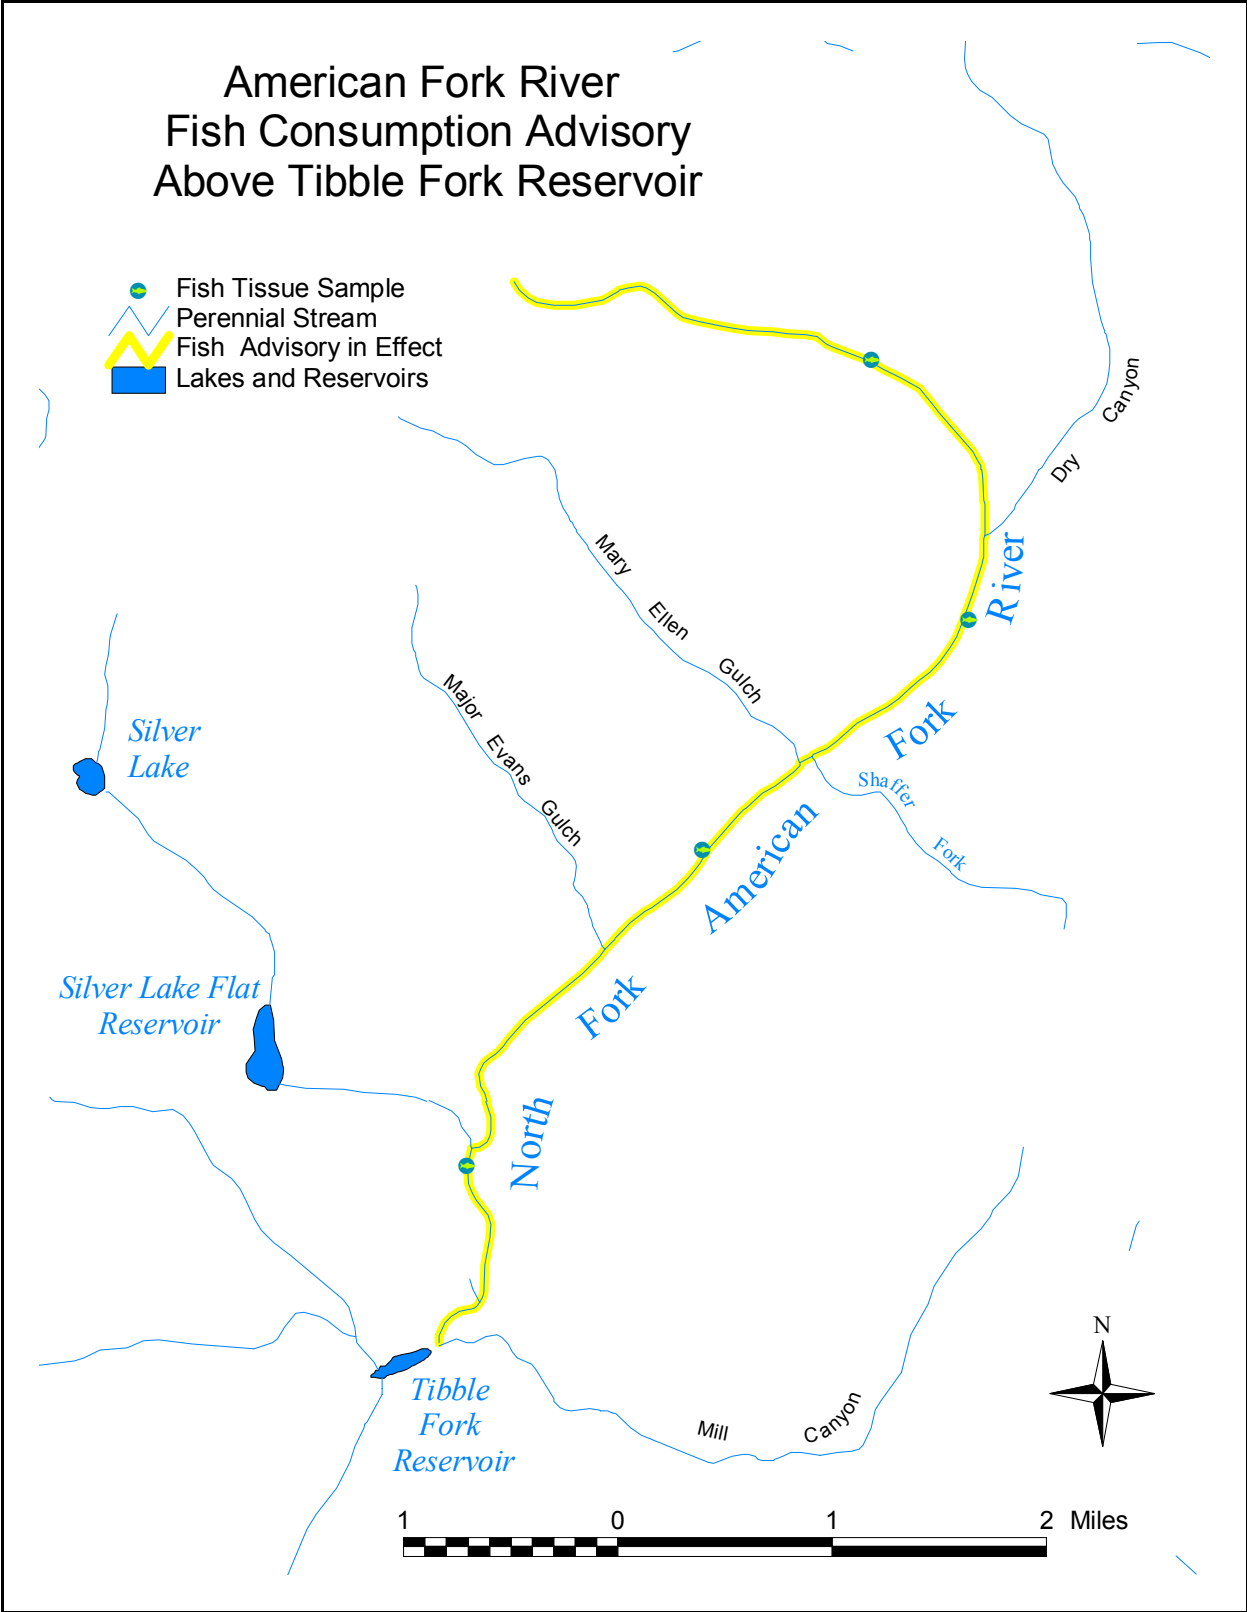 American Fork River
Fish Consumption Advisory
Above Tibble Fork Reservoir
Fish Tissue Sample
Perennial Stream
Fish Advisory in Effect
Lakes and Reservoirs
Dry Canyon
Mary Ellen Gulch
Major Evans Gulch
Silver
Lake
Shaffer Fork
Silver Lake Flat
Reservoir
North Fork American Fork River
Tibble
Fork
Reservoir
Mill Canyon
N
1 0 1 2 Miles